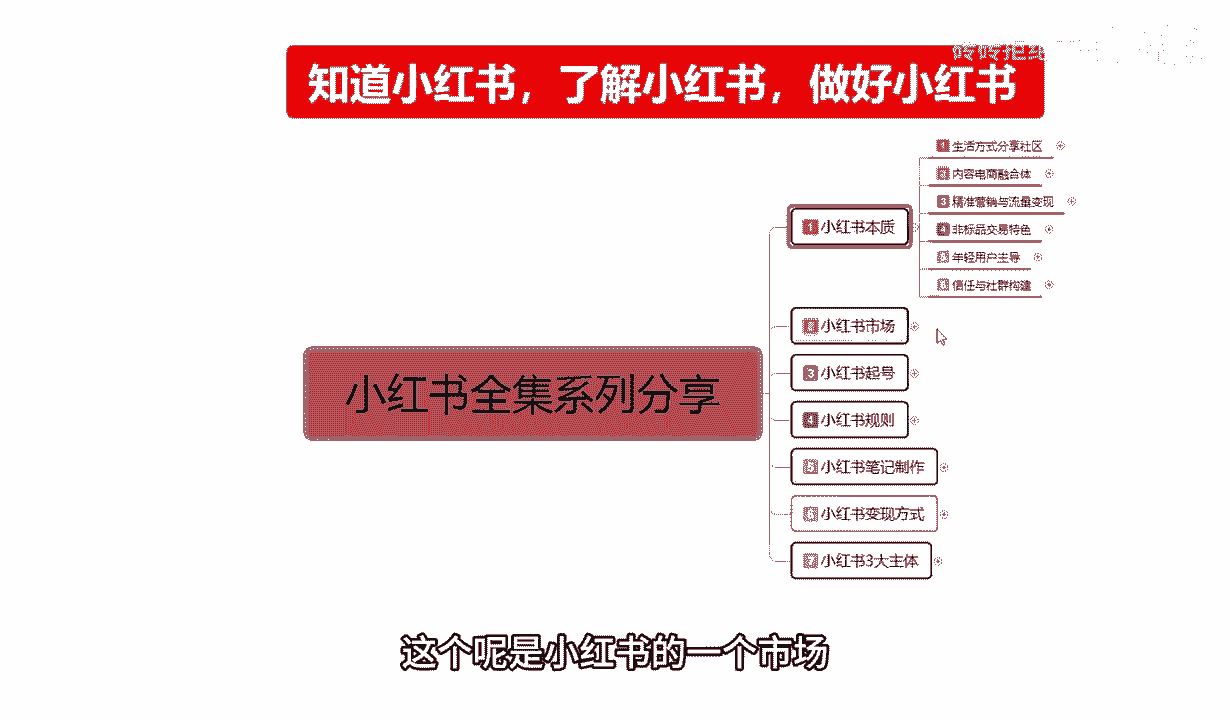 知道小红书，了解小红书，做好小红书
小红书全集系列分享
1 小红书本质
1 生活方式分享社区
2 内容电商融合体
3 精准营销与流量变现
4 非标品交易特色
5 年轻用户主导
6 信任与社群构建
2 小红书市场
3 小红书起号
4 小红书规则
5 小红书笔记制作
6 小红书变现方式
7 小红书3大主体
这个呢是小红书的一个市场